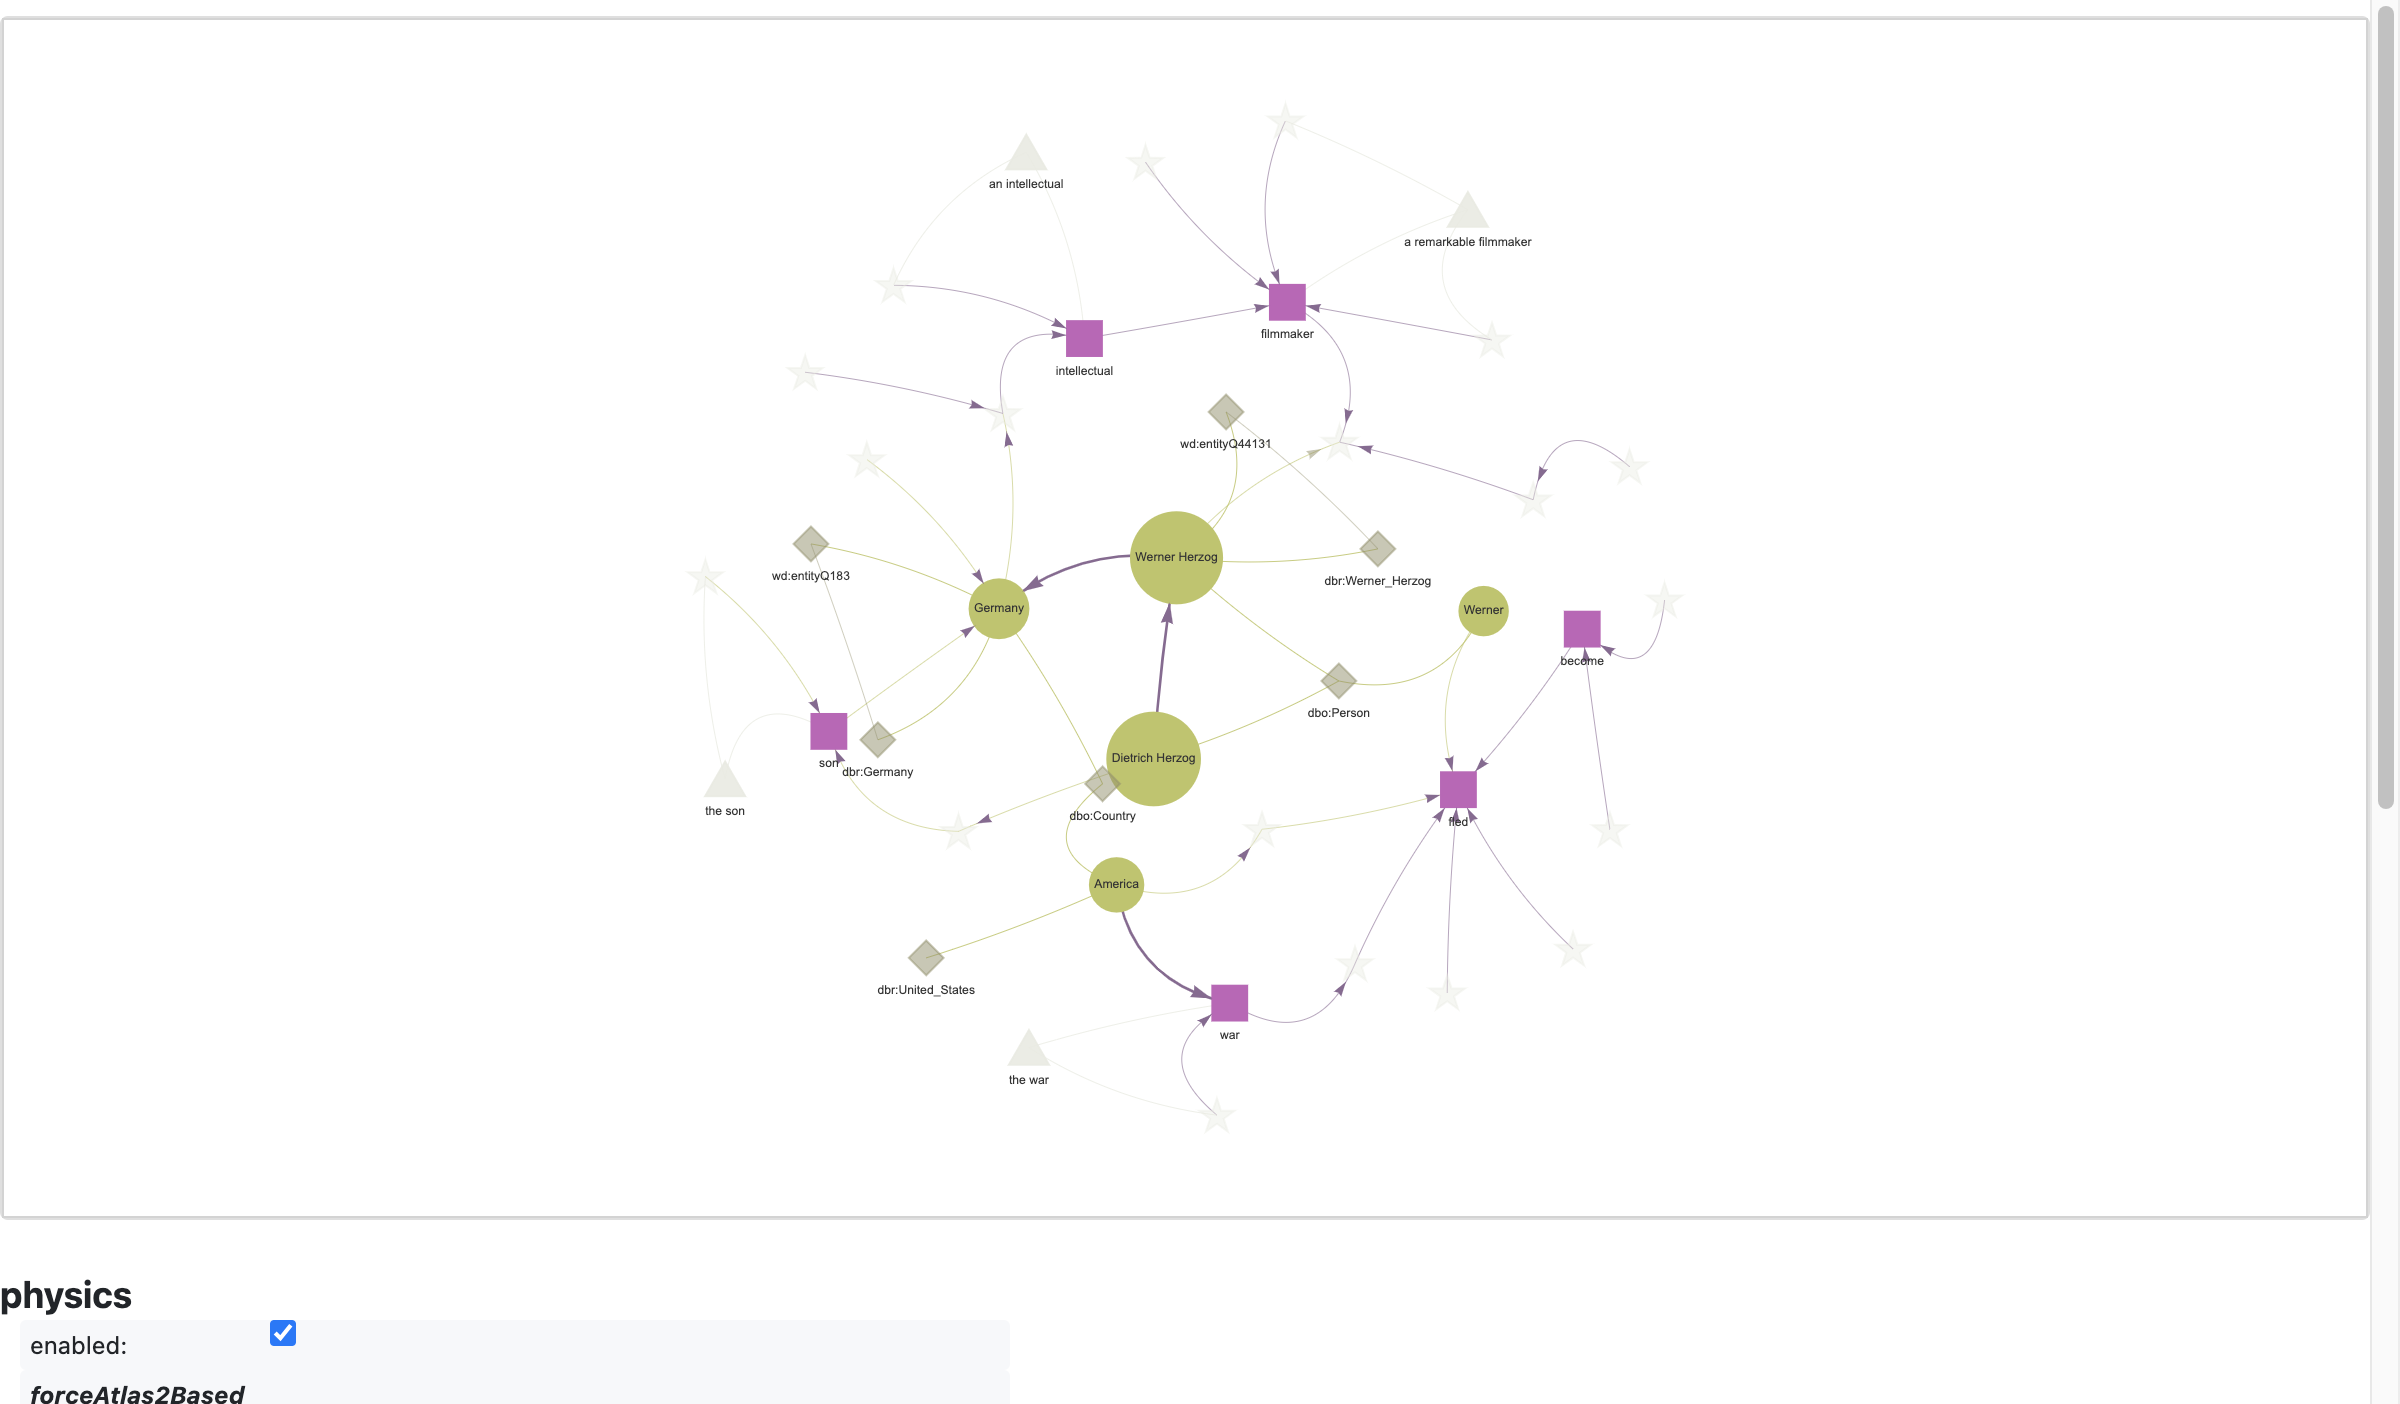 an intellectual
a remarkable filmmaker
filmmaker
intellectual
wd:entityQ44131
Werner Herzog
wd:entityQ183
dbr:Werner_Herzog
Germany
Werner
become
dbo:Person
son
dbr:Germany
Dietrich Herzog
the son
dbo:Country
fled
America
dbr:United_States
war
the war
physics
enabled:
forceAtlas2Based